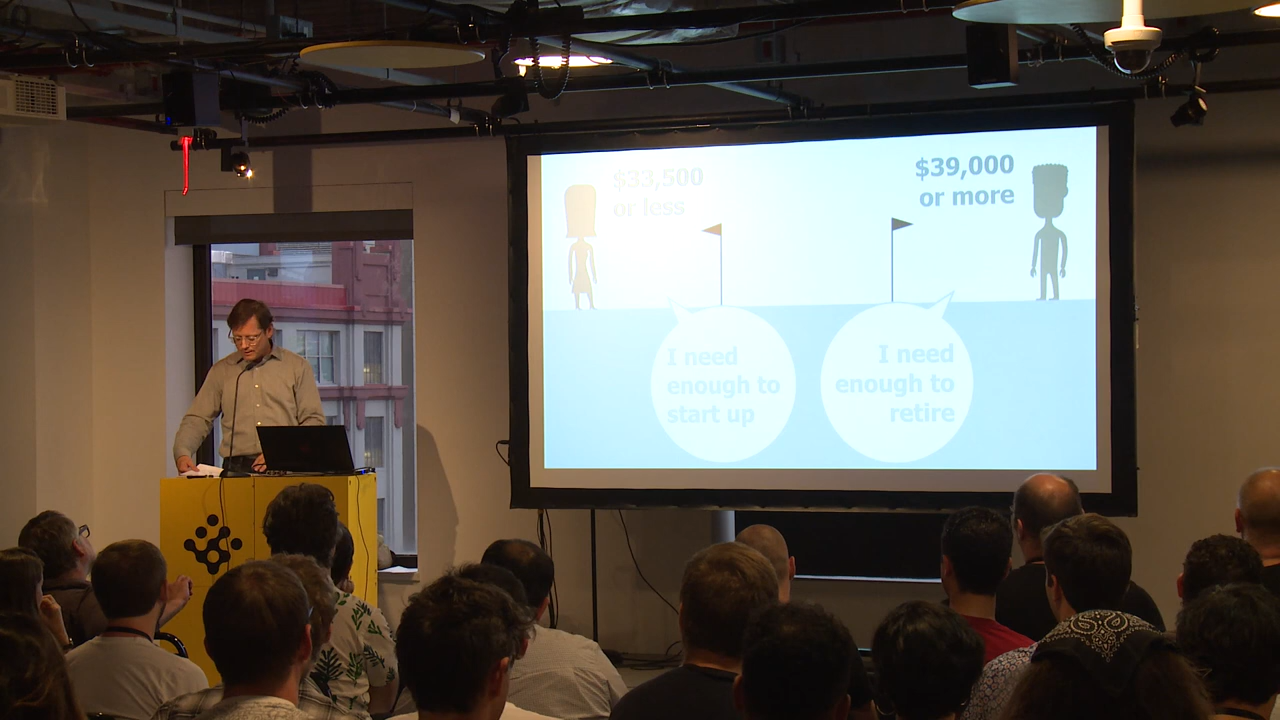 $33,500
or less
$39,000
or more
I need
enough to
start up
I need
enough to
retire